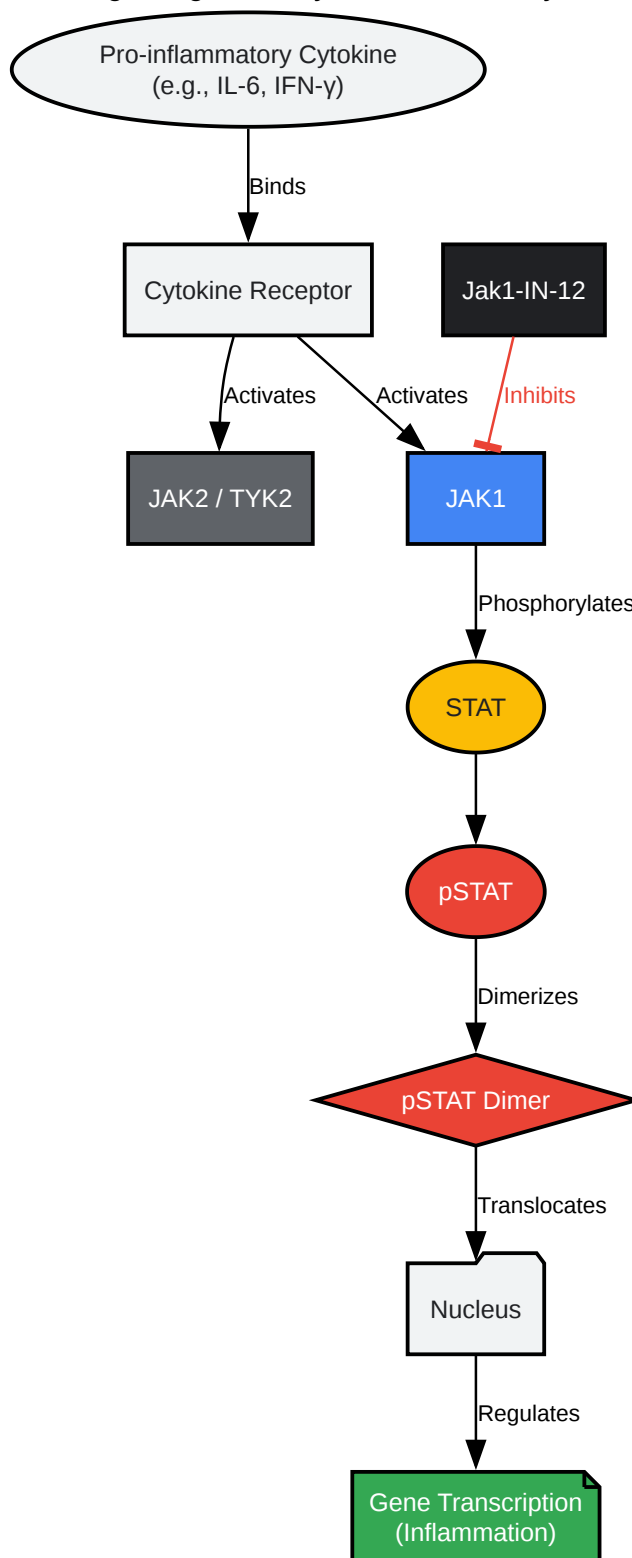 Pro-inflammatory Cytokine
(e.g., IL-6, IFN-γ)
Binds
Cytokine Receptor
Jak1-IN-12
Activates
Activates
Inhibits
JAK2 / TYK2
JAK1
Phosphorylates
STAT
pSTAT
Dimerizes
pSTAT Dimer
Translocates
Nucleus
Regulates
Gene Transcription
(Inflammation)